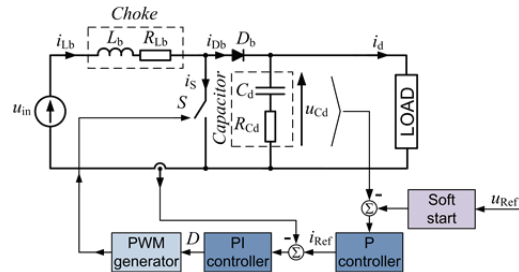 Choke
i_Lb L_b R_Lb i_Db D_b i_d
u_in i_S S Capacitor C_d R_Cd u_Cd LOAD
-
Σ Soft start u_Ref
PWM generator D PI controller - Σ i_Ref P controller